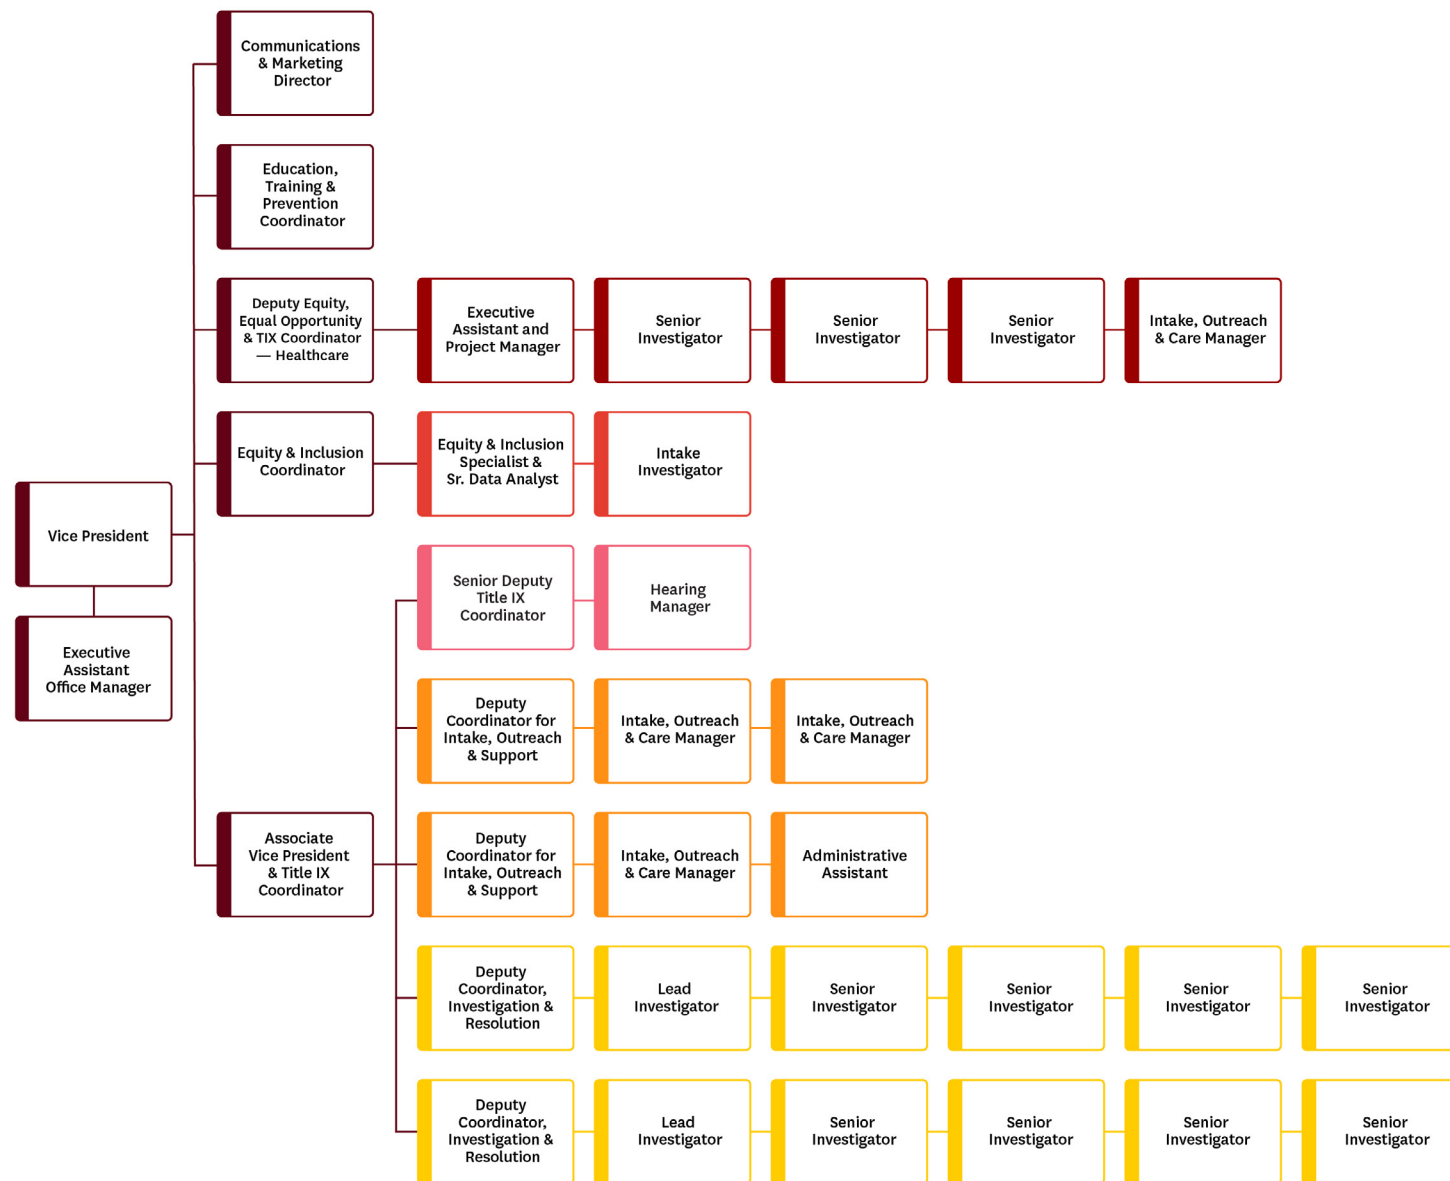 Communications
& Marketing
Director
Education,
Training &
Prevention
Coordinator
Deputy Equity,
Equal Opportunity
& TIX Coordinator
— Healthcare
Executive
Assistant and
Project Manager
Senior
Investigator
Senior
Investigator
Senior
Investigator
Intake, Outreach
& Care Manager
Equity & Inclusion
Coordinator
Equity & Inclusion
Specialist &
Sr. Data Analyst
Intake
Investigator
Vice President
Executive
Assistant
Office Manager
Senior Deputy
Title IX
Coordinator
Hearing
Manager
Deputy
Coordinator for
Intake, Outreach
& Support
Intake, Outreach
& Care Manager
Intake, Outreach
& Care Manager
Associate
Vice President
& Title IX
Coordinator
Deputy
Coordinator for
Intake, Outreach
& Support
Intake, Outreach
& Care Manager
Administrative
Assistant
Deputy
Coordinator,
Investigation &
Resolution
Lead
Investigator
Senior
Investigator
Senior
Investigator
Senior
Investigator
Senior
Investigator
Deputy
Coordinator,
Investigation &
Resolution
Lead
Investigator
Senior
Investigator
Senior
Investigator
Senior
Investigator
Senior
Investigator